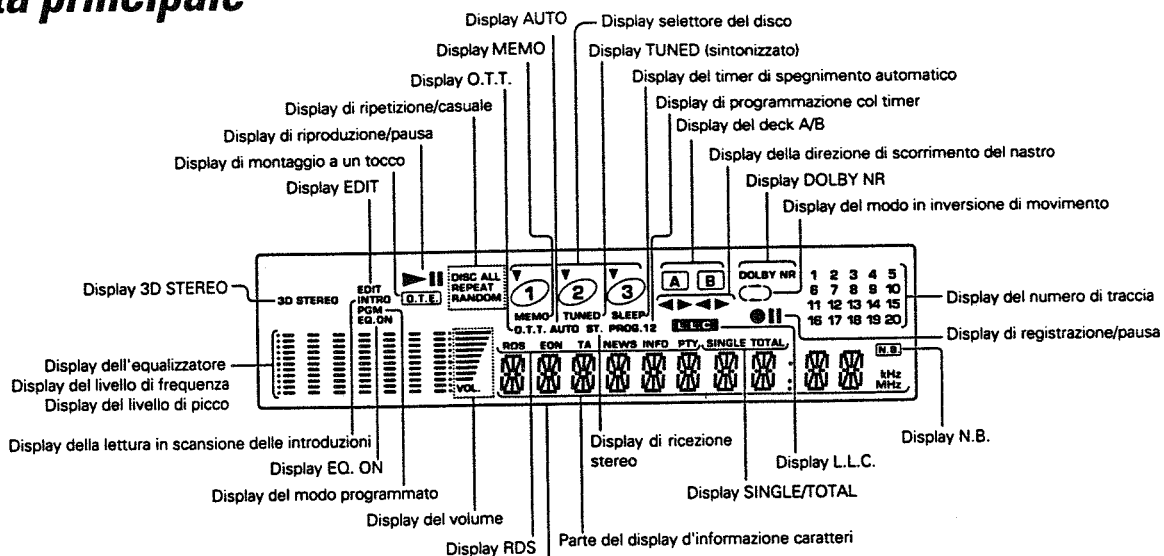 principale
Display AUTO
Display selettore del disco
Display MEMO
Display TUNED (sintonizzato)
Display O.T.T.
Display del timer di spegnimento automatico
Display di ripetizione/casuale
Display di programmazione col timer
Display di riproduzione/pausa
Display del deck A/B
Display di montaggio a un tocco
Display della direzione di scorrimento del nastro
Display EDIT
Display DOLBY NR
Display del modo in inversione di movimento
Display 3D STEREO
3D STEREO
EDIT
INTRO
PGM
EQ.ON
O.T.E.
DISC ALL
REPEAT
RANDOM
1 2 3
MEMO TUNED SLEEP
O.T.T. AUTO ST. PROG.12
A B
DOLBY NR
L.L.C.
1 2 3 4 5
6 7 8 9 10
11 12 13 14 15
16 17 18 19 20
Display del numero di traccia
Display di registrazione/pausa
VOL.
RDS EON TA NEWS INFO PTY SINGLE TOTAL
N.B.
kHz
MHz
Display dell'equalizzatore
Display del livello di frequenza
Display del livello di picco
Display della lettura in scansione delle introduzioni
Display EQ. ON
Display del modo programmato
Display del volume
Display RDS
Display di ricezione
stereo
Display N.B.
Display L.L.C.
Display SINGLE/TOTAL
Parte del display d'informazione caratteri